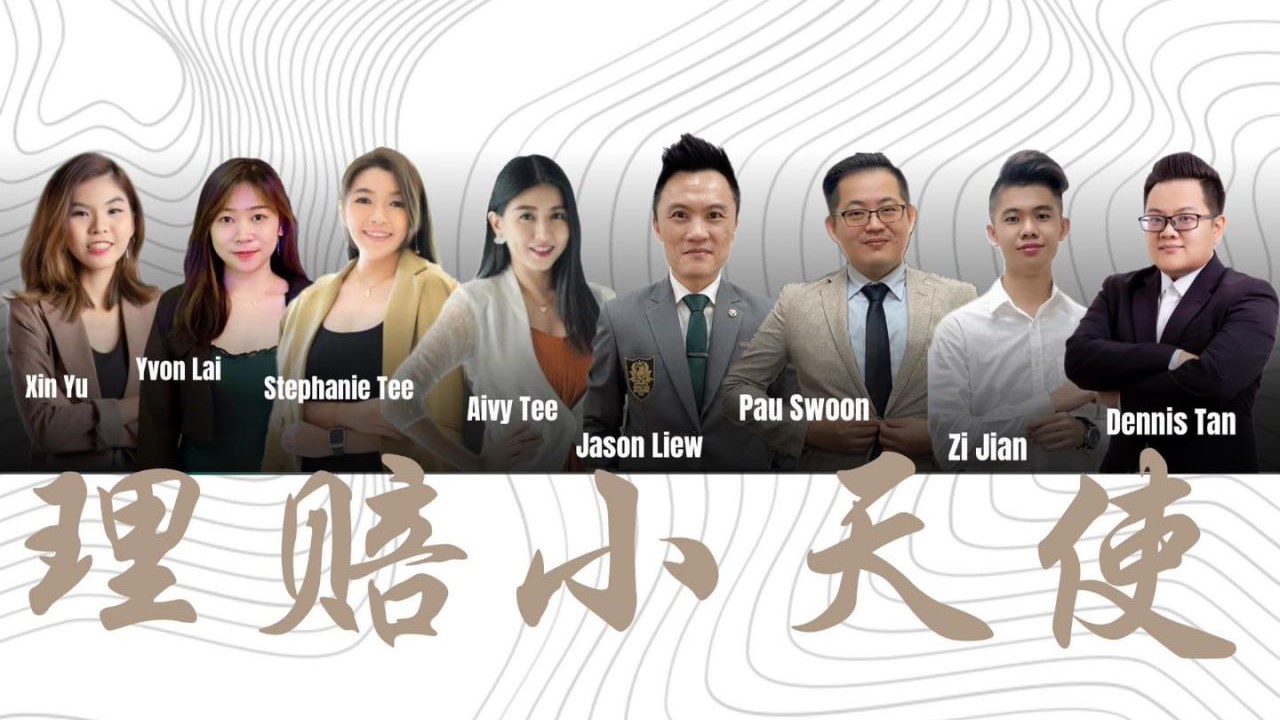 Xin Yu
Yvon Lai
Stephanie Tee
Aivy Tee
Jason Liew
Pau Swoon
Zi Jian
Dennis Tan
理赔小天使